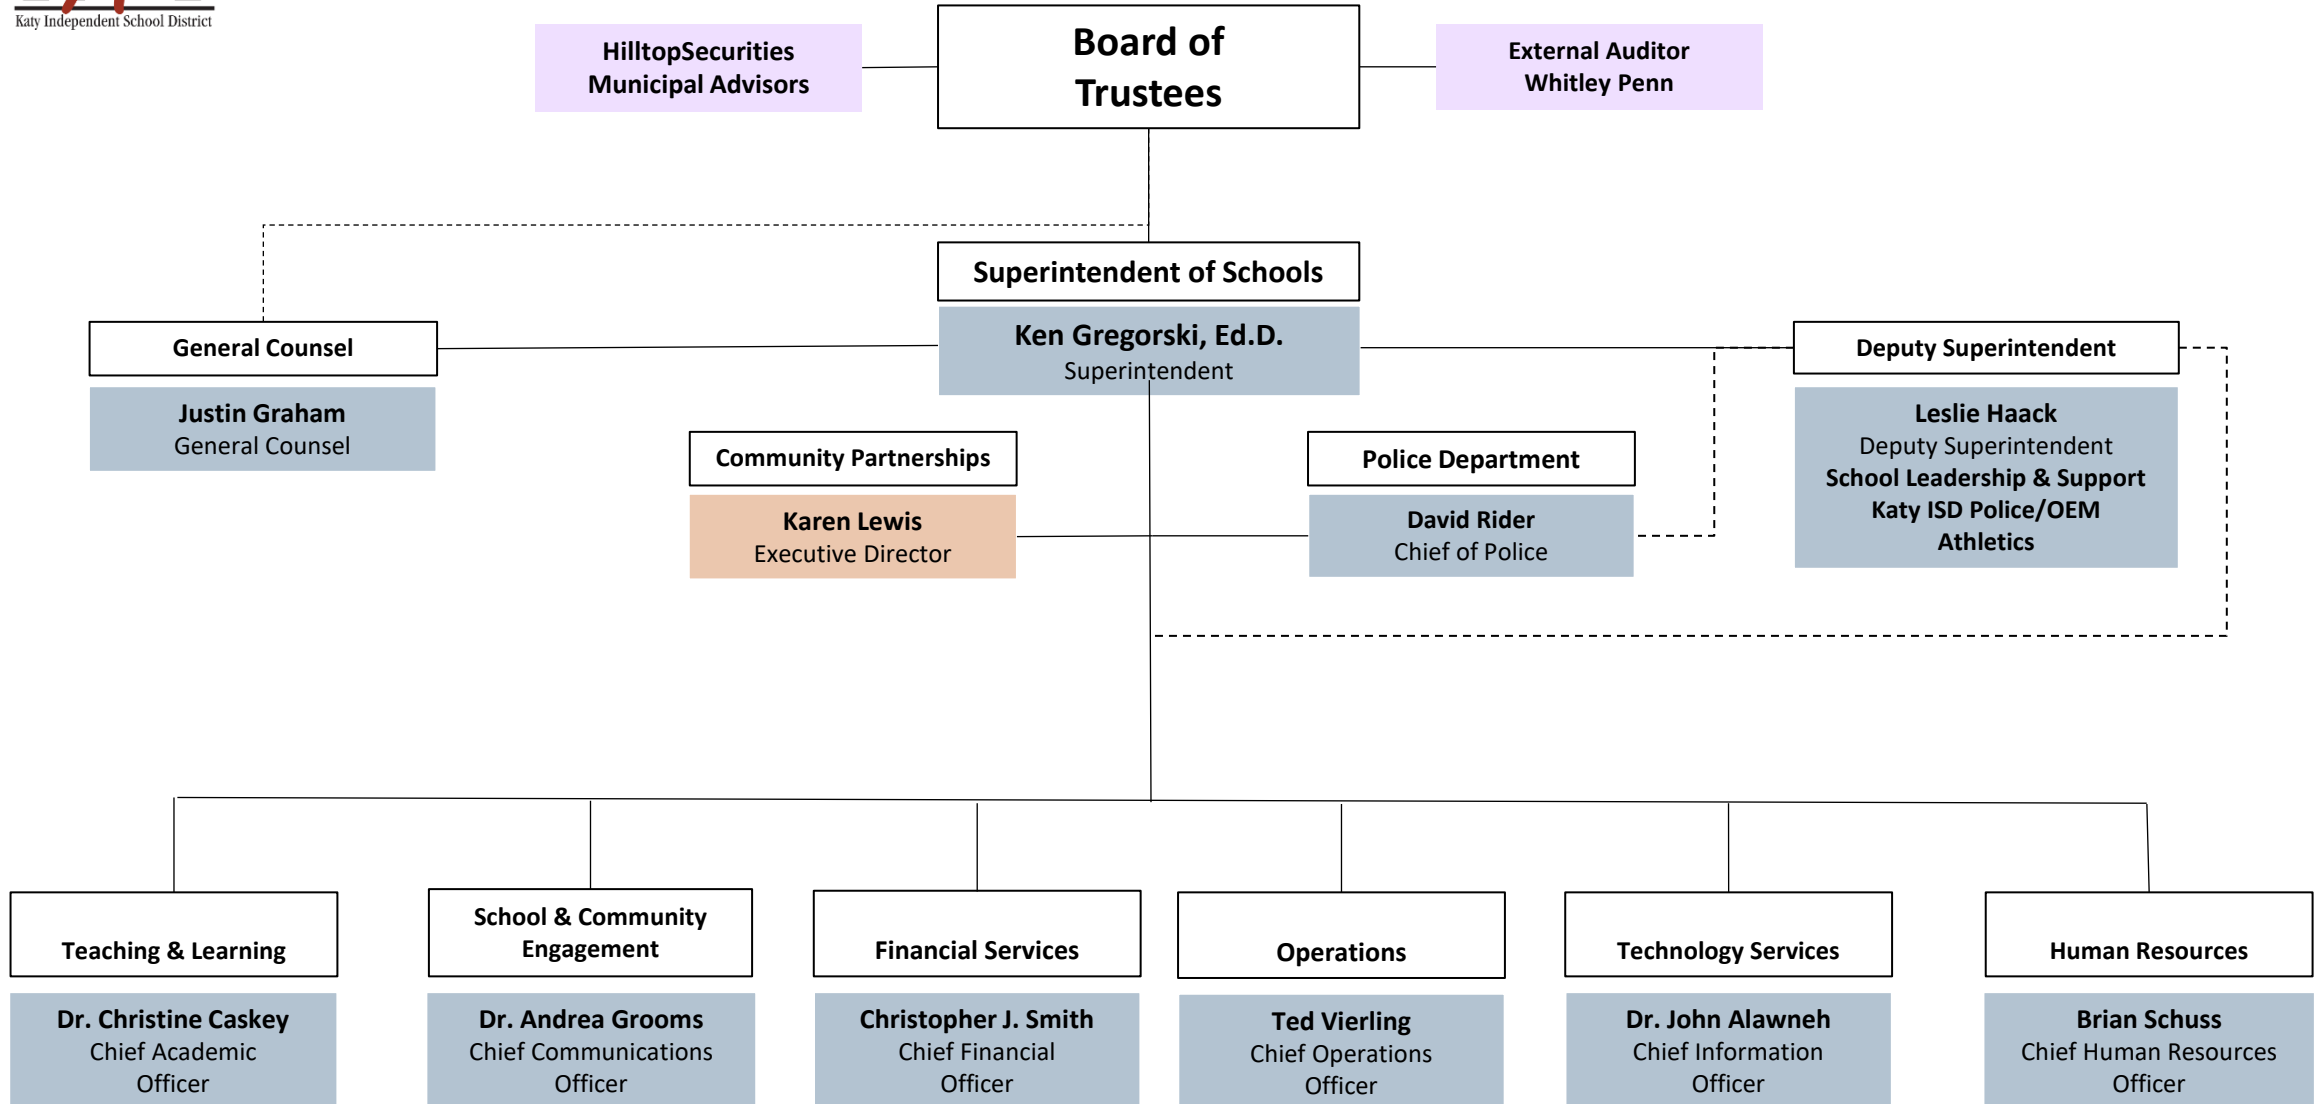 Katy Independent School District
HilltopSecurities
Municipal Advisors
Board of
Trustees
External Auditor
Whitley Penn
Superintendent of Schools
Ken Gregorski, Ed.D.
Superintendent
General Counsel
Justin Graham
General Counsel
Deputy Superintendent
Leslie Haack
Deputy Superintendent
School Leadership & Support
Katy ISD Police/OEM
Athletics
Community Partnerships
Karen Lewis
Executive Director
Police Department
David Rider
Chief of Police
Teaching & Learning
Dr. Christine Caskey
Chief Academic
Officer
School & Community
Engagement
Dr. Andrea Grooms
Chief Communications
Officer
Financial Services
Christopher J. Smith
Chief Financial
Officer
Operations
Ted Vierling
Chief Operations
Officer
Technology Services
Dr. John Alawneh
Chief Information
Officer
Human Resources
Brian Schuss
Chief Human Resources
Officer